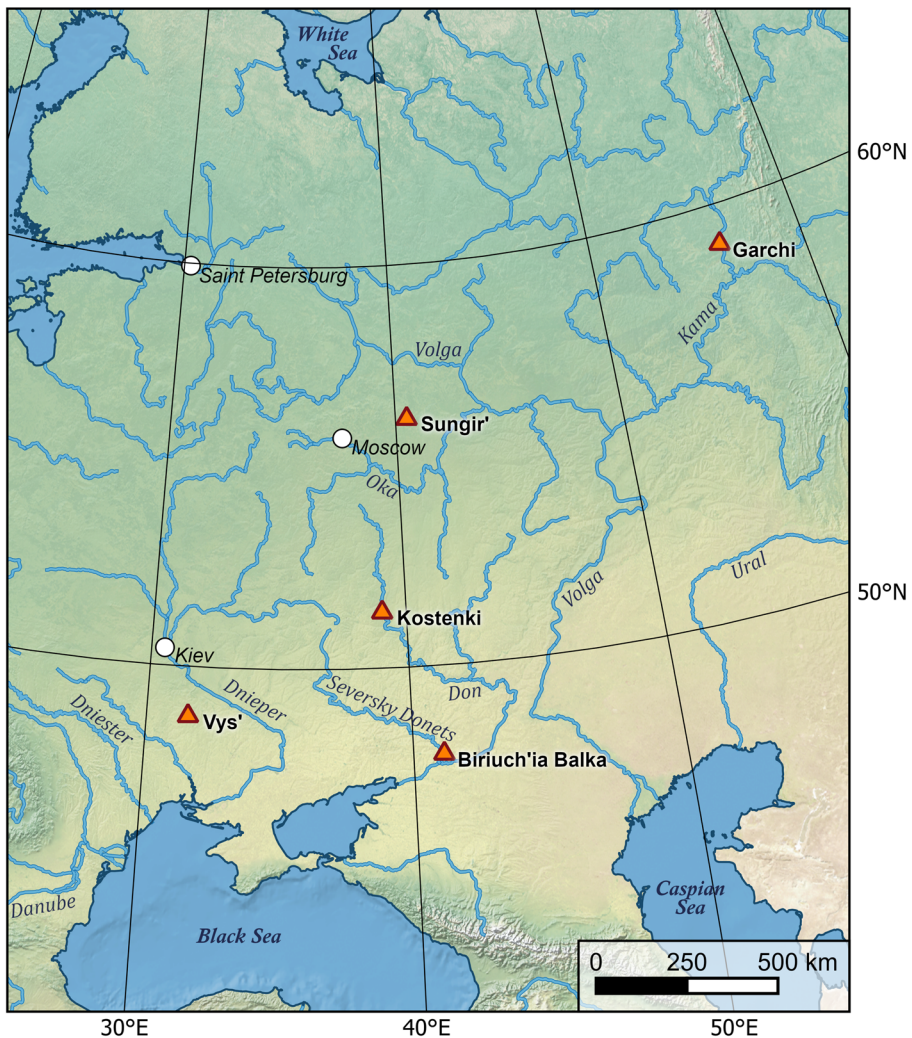 White
Sea
60°N
Garchi
Saint Petersburg
Kama
Volga
Sungir'
Moscow
Oka
Ural
Volga
50°N
Kostenki
Kiev
Don
Dnieper
Seversky Donets
Dniester
Vys'
Biriuch'ia Balka
Caspian
Sea
Danube
Black Sea
0 250 500 km
30°E 40°E 50°E